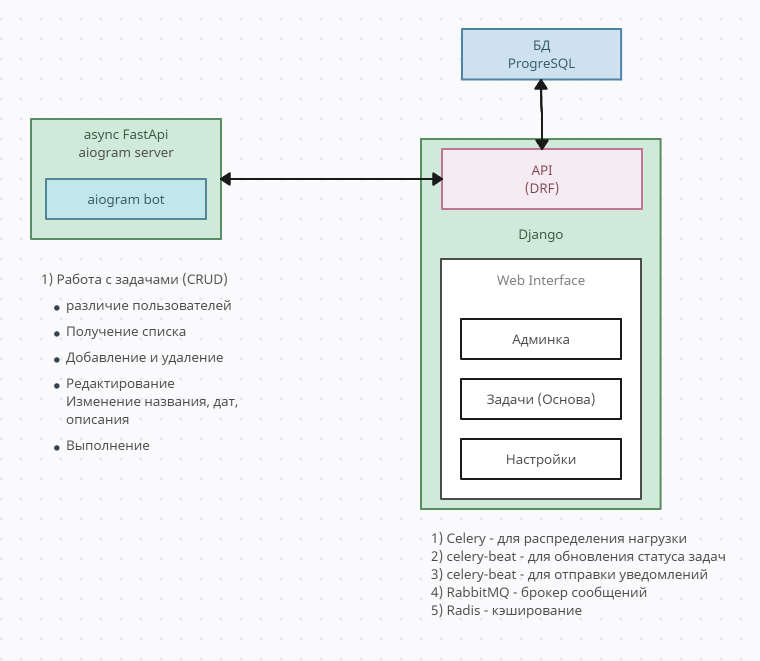 БД
ProgreSQL
async FastApi
aiogram server
aiogram bot
API
(DRF)
Django
Web Interface
Админка
Задачи (Основа)
Настройки
1) Работа с задачами (CRUD)
• различие пользователей
• Получение списка
• Добавление и удаление
• Редактирование
Изменение названия, дат,
описания
• Выполнение
1) Celery - для распределения нагрузки
2) celery-beat - для обновления статуса задач
3) celery-beat - для отправки уведомлений
4) RabbitMQ - брокер сообщений
5) Radis - кэширование